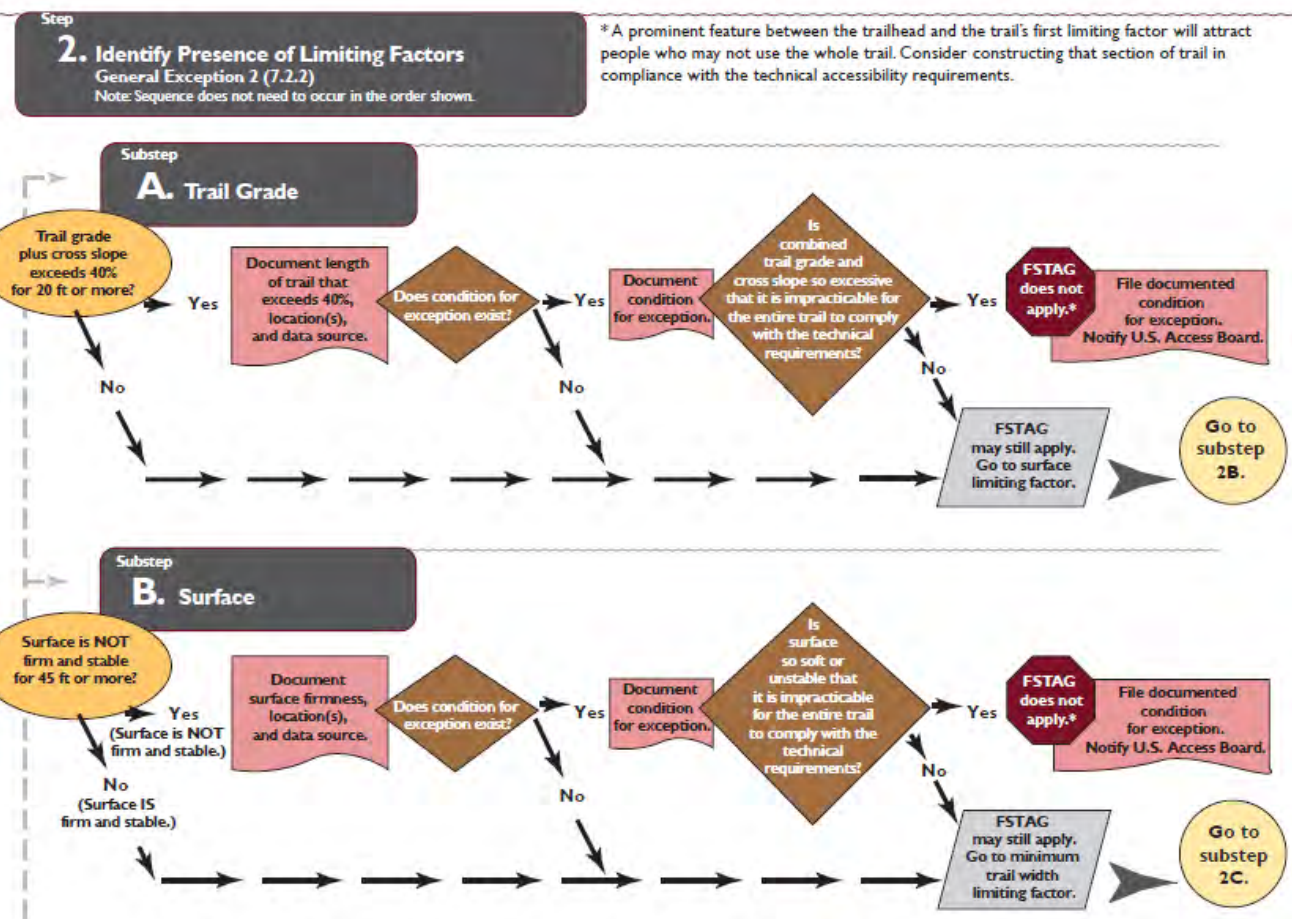 Step
2. Identify Presence of Limiting Factors
General Exception 2 (7.2.2)
Note: Sequence does not need to occur in the order shown.
* A prominent feature between the trailhead and the trail's first limiting factor will attract
people who may not use the whole trail. Consider constructing that section of trail in
compliance with the technical accessibility requirements.
Substep
A. Trail Grade
Trail grade
plus cross slope
exceeds 40%
for 20 ft or more?
Yes
No
Document length
of trail that
exceeds 40%,
location(s),
and data source.
Does condition for
exception exist?
Yes
No
Document
condition
for exception.
Is
combined
trail grade and
cross slope so excessive
that it is impracticable for
the entire trail to comply
with the technical
requirements?
Yes
No
FSTAG
does not
apply.*
File documented
condition
for exception.
Notify U.S. Access Board.
FSTAG
may still apply.
Go to surface
limiting factor.
Go to
substep
2B.
Substep
B. Surface
Surface is NOT
firm and stable
for 45 ft or more?
Yes
(Surface is NOT
firm and stable.)
No
(Surface IS
firm and stable.)
Document
surface firmness,
location(s),
and data source.
Does condition for
exception exist?
Yes
No
Document
condition
for exception.
Is
surface
so soft or
unstable that
it is impracticable
for the entire trail
to comply with the
technical
requirements?
Yes
No
FSTAG
does not
apply.*
File documented
condition
for exception.
Notify U.S. Access Board.
FSTAG
may still apply.
Go to minimum
trail width
limiting factor.
Go to
substep
2C.